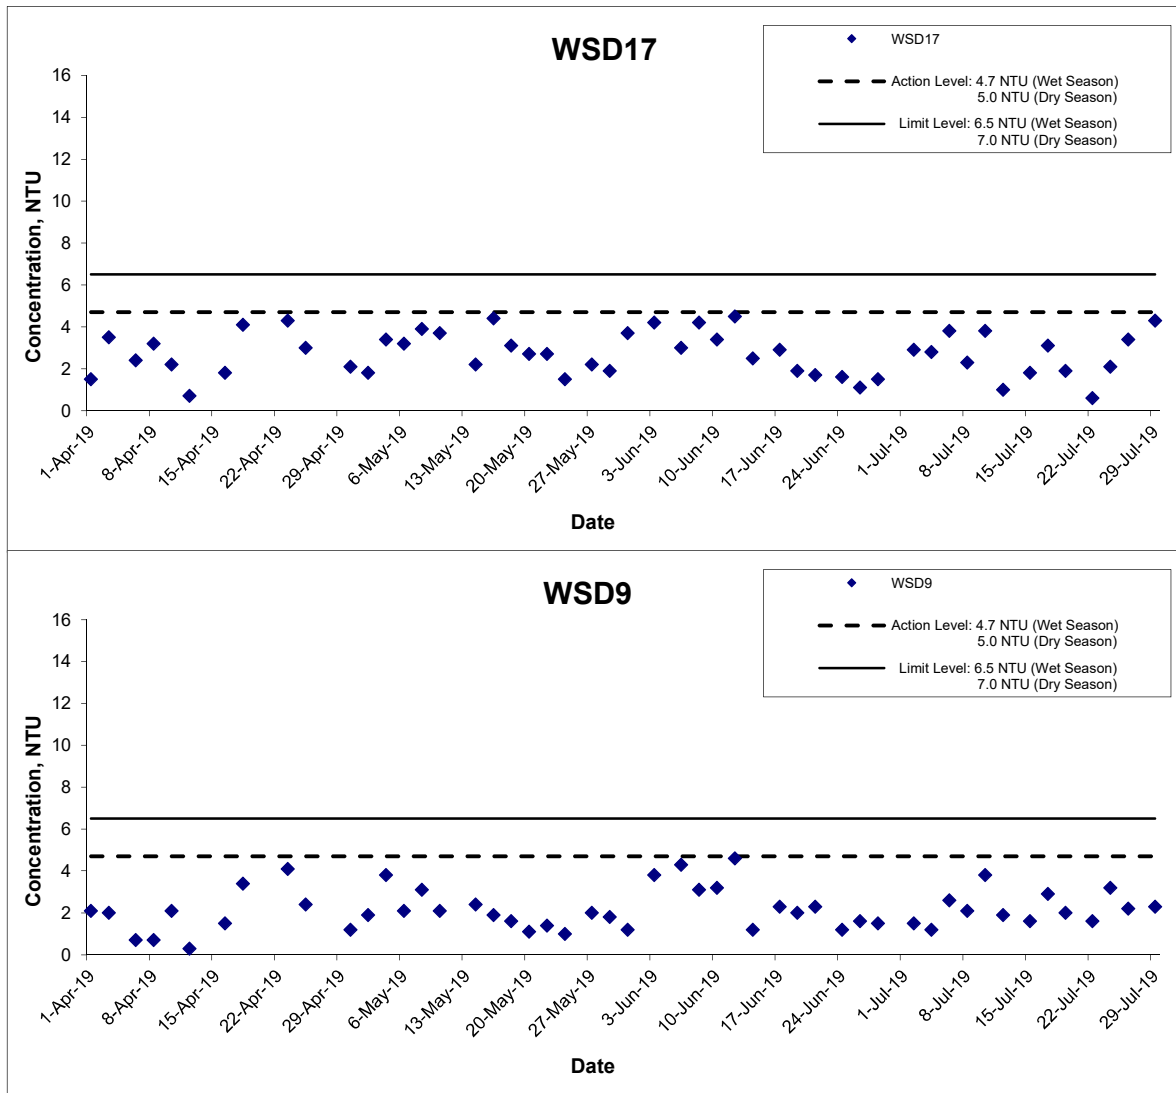 WSD17
WSD17
Action Level: 4.7 NTU (Wet Season)
5.0 NTU (Dry Season)
Limit Level: 6.5 NTU (Wet Season)
7.0 NTU (Dry Season)
Concentration, NTU
16
14
12
10
8
6
4
2
0
1-Apr-19
8-Apr-19
15-Apr-19
22-Apr-19
29-Apr-19
6-May-19
13-May-19
20-May-19
27-May-19
3-Jun-19
10-Jun-19
17-Jun-19
24-Jun-19
1-Jul-19
8-Jul-19
15-Jul-19
22-Jul-19
29-Jul-19
Date
WSD9
WSD9
Action Level: 4.7 NTU (Wet Season)
5.0 NTU (Dry Season)
Limit Level: 6.5 NTU (Wet Season)
7.0 NTU (Dry Season)
Concentration, NTU
16
14
12
10
8
6
4
2
0
1-Apr-19
8-Apr-19
15-Apr-19
22-Apr-19
29-Apr-19
6-May-19
13-May-19
20-May-19
27-May-19
3-Jun-19
10-Jun-19
17-Jun-19
24-Jun-19
1-Jul-19
8-Jul-19
15-Jul-19
22-Jul-19
29-Jul-19
Date